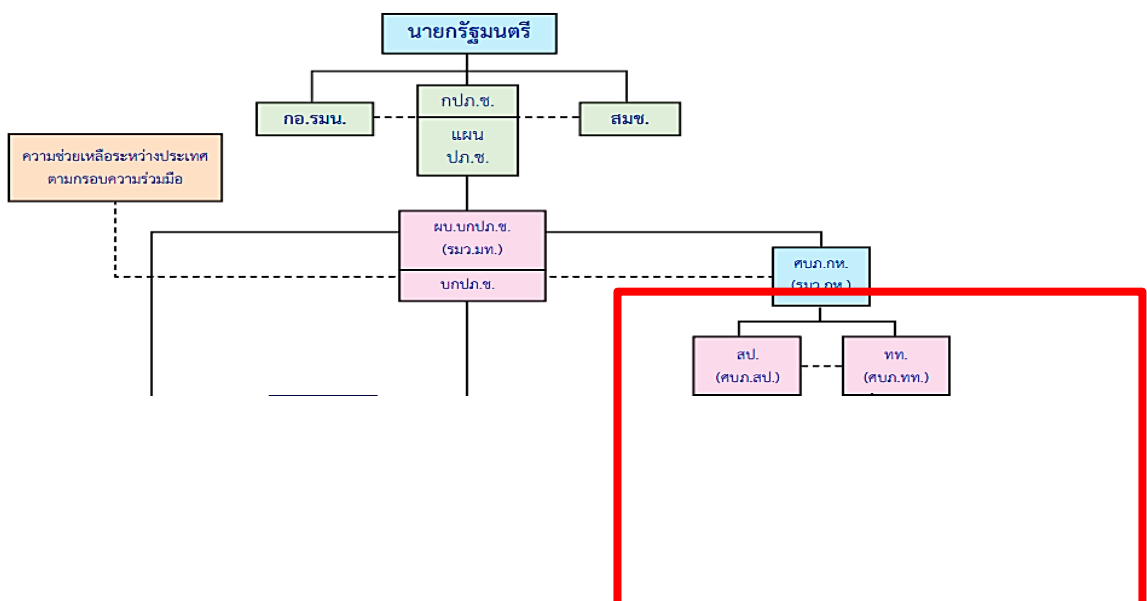 นายกรัฐมนตรี
กอ.รมน.
กปภ.ช.
สมช.
แผน
ปภ.ช.
ความช่วยเหลือระหว่างประเทศ
ตามกรอบความร่วมมือ
ผบ.บกปภ.ช.
(รมว.มท.)
บกปภ.ช.
ศบภ.กห.
(รมว.กห.)
สป.
(ศบภ.สป.)
ทท.
(ศบภ.ทท.)